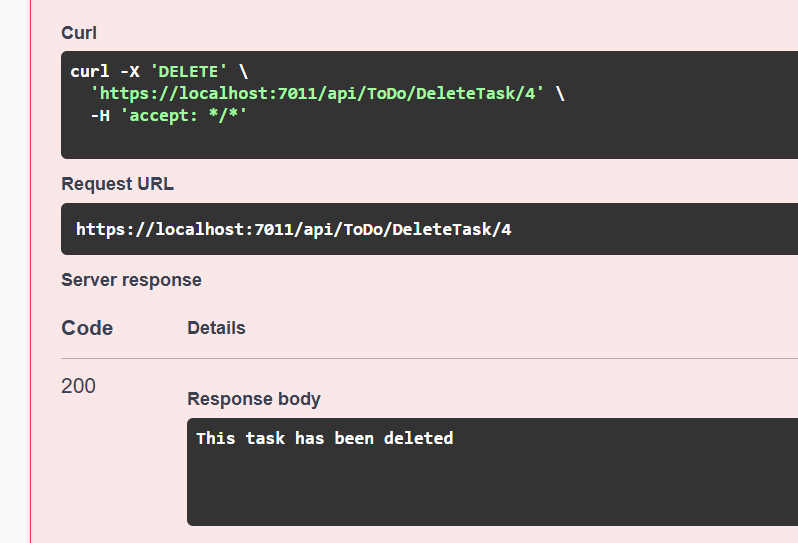 Curl
curl -X 'DELETE' \
  'https://localhost:7011/api/ToDo/DeleteTask/4' \
  -H 'accept: */*'
Request URL
https://localhost:7011/api/ToDo/DeleteTask/4
Server response
Code Details
200
Response body
This task has been deleted